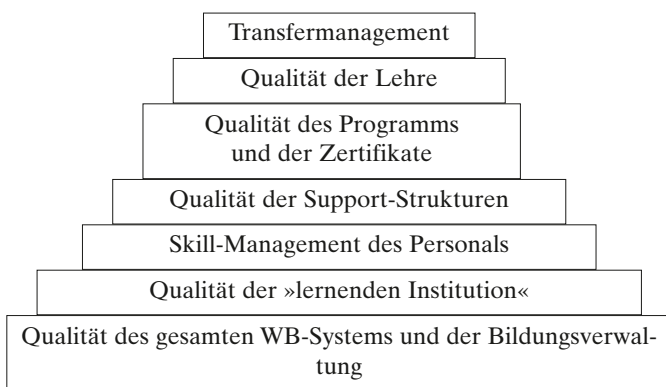 Transfermanagement
Qualität der Lehre
Qualität des Programms
und der Zertifikate
Qualität der Support-Strukturen
Skill-Management des Personals
Qualität der »lernenden Institution«
Qualität des gesamten WB-Systems und der Bildungsverwal-
tung